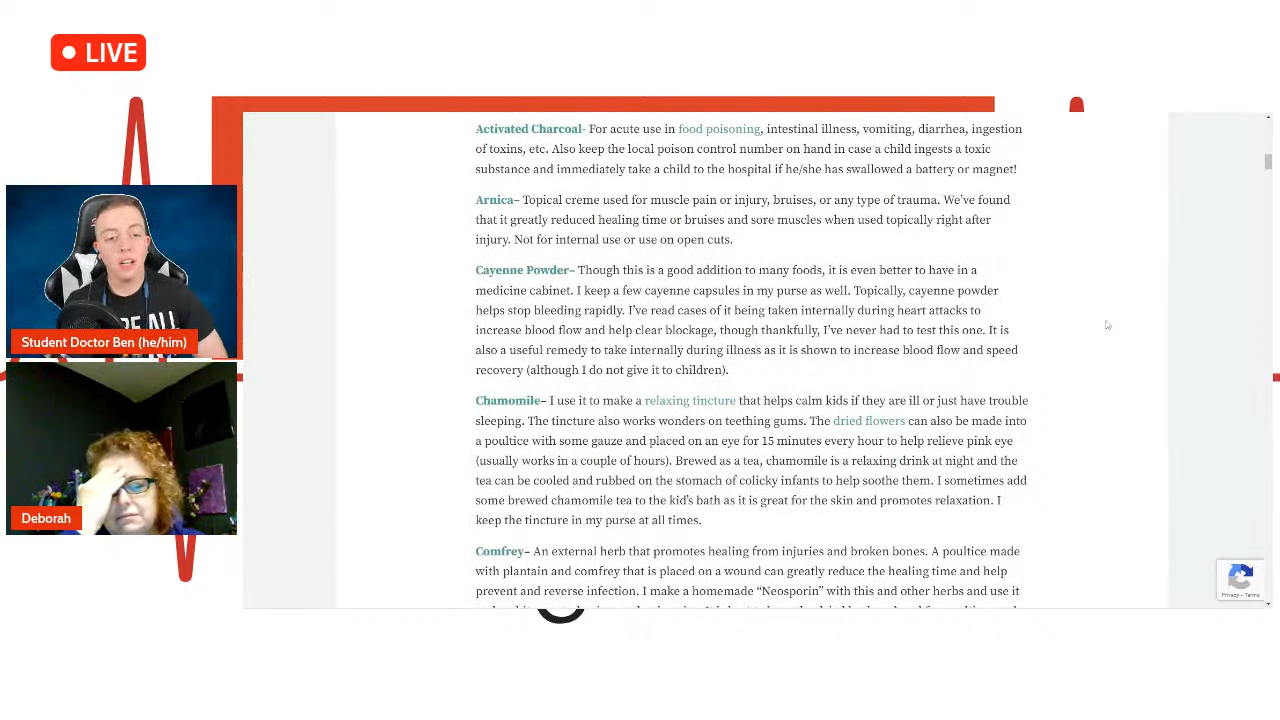 LIVE
Activated Charcoal- For acute use in food poisoning, intestinal illness, vomiting, diarrhea, ingestion
of toxins, etc. Also keep the local poison control number on hand in case a child ingests a toxic
substance and immediately take a child to the hospital if he/she has swallowed a battery or magnet!
Arnica– Topical creme used for muscle pain or injury, bruises, or any type of trauma. We've found
that it greatly reduced healing time or bruises and sore muscles when used topically right after
injury. Not for internal use or use on open cuts.
Cayenne Powder– Though this is a good addition to many foods, it is even better to have in a
medicine cabinet. I keep a few cayenne capsules in my purse as well. Topically, cayenne powder
helps stop bleeding rapidly. I've read cases of it being taken internally during heart attacks to
increase blood flow and help clear blockage, though thankfully, I've never had to test this one. It is
also a useful remedy to take internally during illness as it is shown to increase blood flow and speed
recovery (although I do not give it to children).
Chamomile– I use it to make a relaxing tincture that helps calm kids if they are ill or just have trouble
sleeping. The tincture also works wonders on teething gums. The dried flowers can also be made into
a poultice with some gauze and placed on an eye for 15 minutes every hour to help relieve pink eye
(usually works in a couple of hours). Brewed as a tea, chamomile is a relaxing drink at night and the
tea can be cooled and rubbed on the stomach of colicky infants to help soothe them. I sometimes add
some brewed chamomile tea to the kid's bath as it is great for the skin and promotes relaxation. I
keep the tincture in my purse at all times.
Comfrey– An external herb that promotes healing from injuries and broken bones. A poultice made
with plantain and comfrey that is placed on a wound can greatly reduce the healing time and help
prevent and reverse infection. I make a homemade “Neosporin” with this and other herbs and use it
Student Doctor Ben (he/him)
Deborah
Privacy - Terms